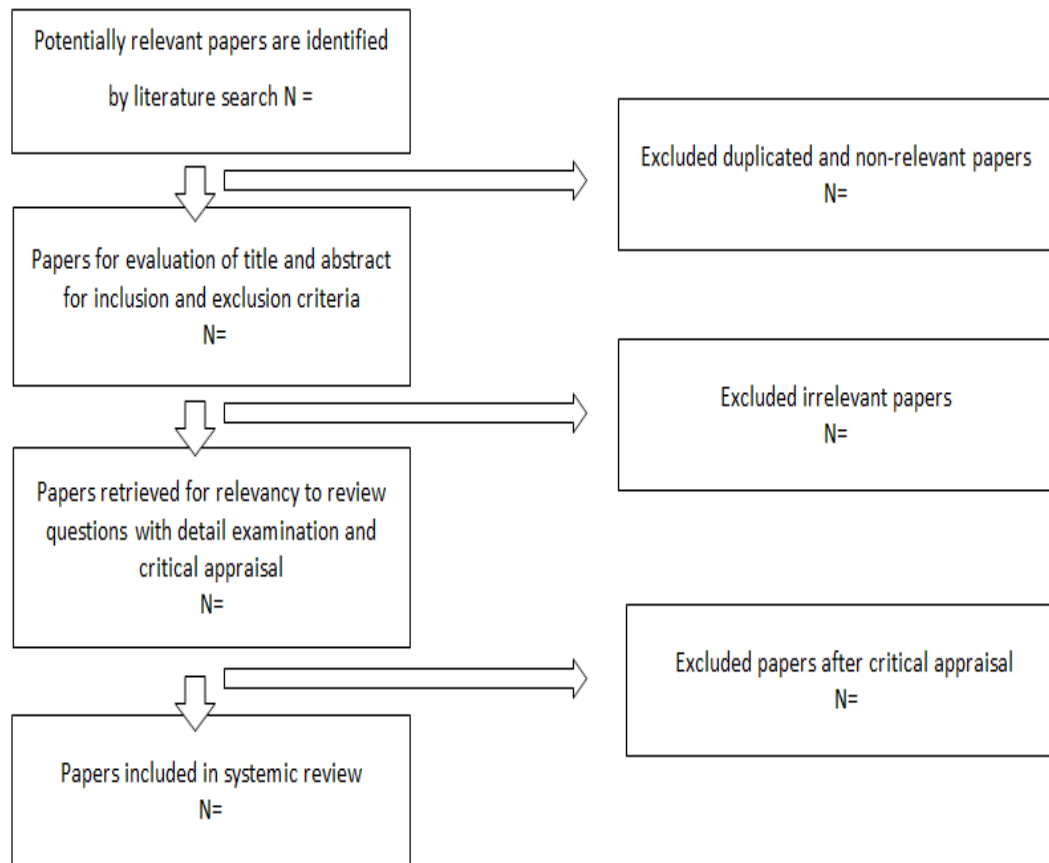 Potentially relevant papers are identified
by literature search N =
Excluded duplicated and non-relevant papers
N=
Papers for evaluation of title and abstract
for inclusion and exclusion criteria
N=
Excluded irrelevant papers
N=
Papers retrieved for relevancy to review
questions with detail examination and
critical appraisal
N=
Excluded papers after critical appraisal
N=
Papers included in systemic review
N=